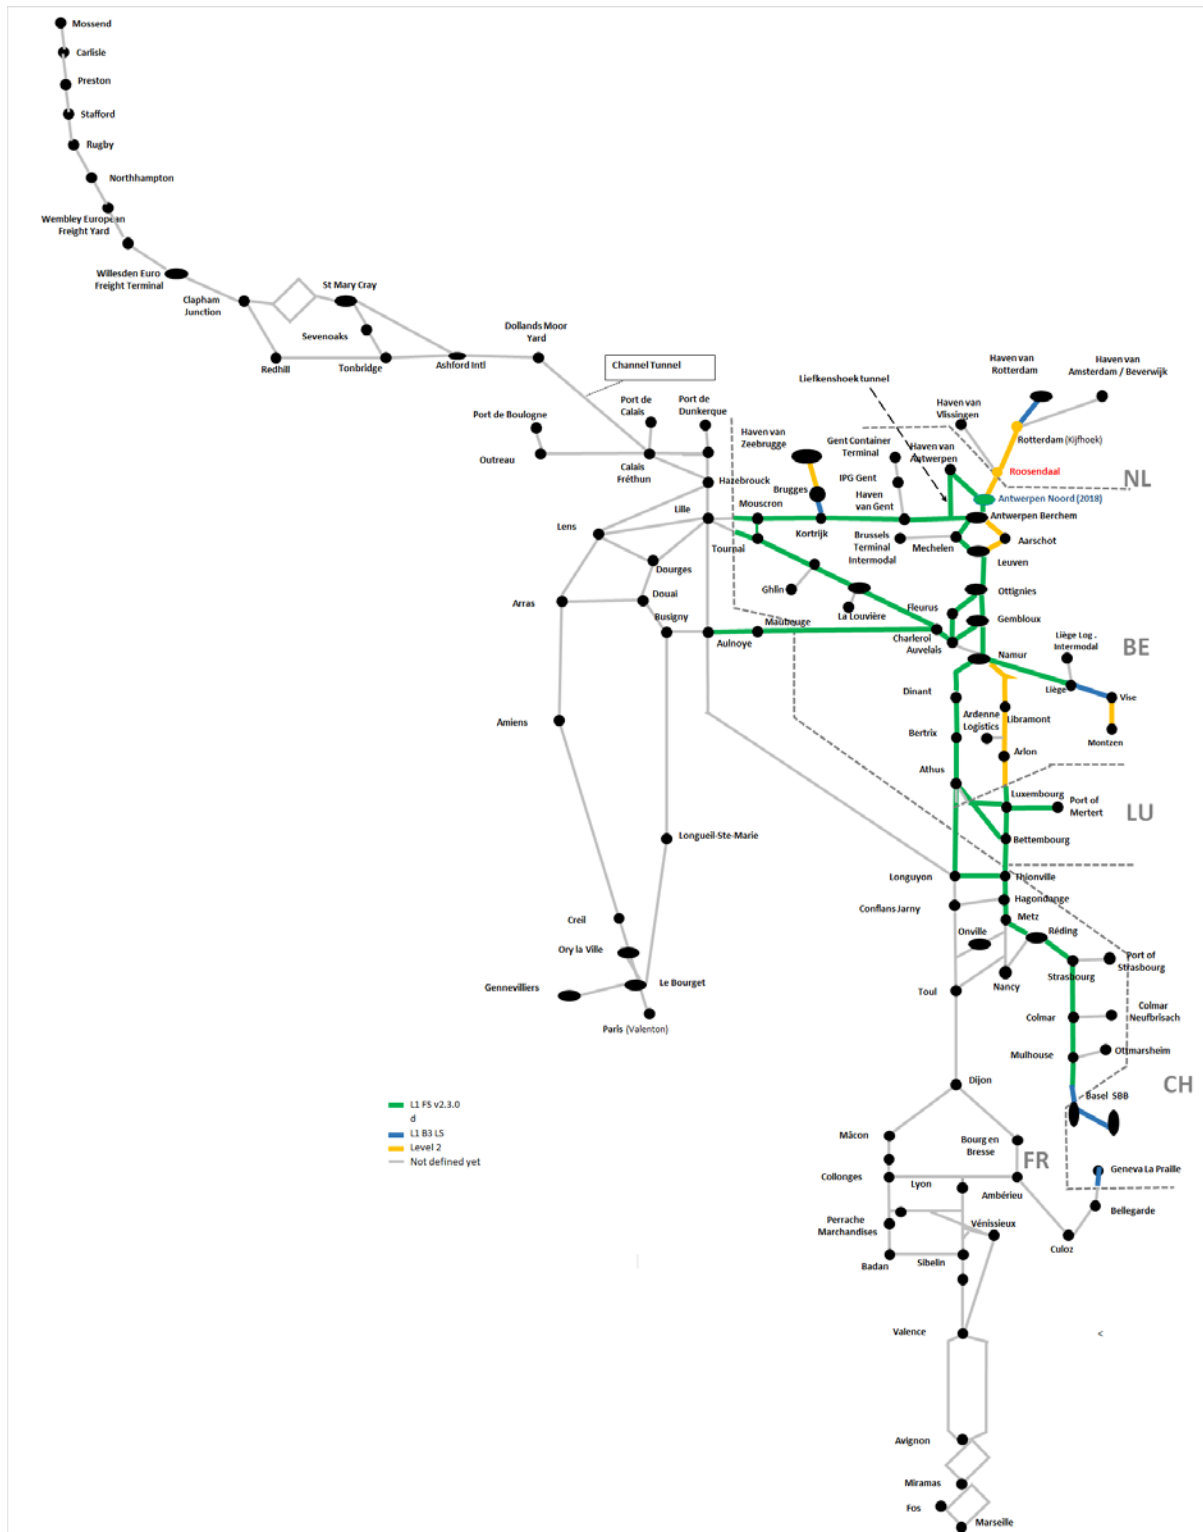 Mossend
Carlisle
Preston
Stafford
Rugby
Northhampton
Wembley European
Freight Yard
Willesden Euro
Freight Terminal
Clapham
Junction
St Mary Cray
Sevenoaks
Redhill
Tonbridge
Ashford Intl
Dollands Moor
Yard
Channel Tunnel
Port de Boulogne
Outreau
Port de
Calais
Calais
Fréthun
Port de
Dunkerque
Hazebrouck
Lille
Lens
Dourges
Douai
Arras
Busigny
Aulnoye
Maubeuge
Amiens
Longueil-Ste-Marie
Creil
Ory la Ville
Gennevilliers
Le Bourget
Paris (Valenton)
Haven van
Rotterdam
Haven van
Amsterdam / Beverwijk
Liefkenshoek tunnel
Haven van
Vlissingen
Rotterdam (Kijfhoek)
Roosendaal
NL
Haven van
Zeebrugge
Gent Container
Terminal
Haven van
Antwerpen
Antwerpen Noord (2018)
Brugges
IPG Gent
Haven
van Gent
Mouscron
Kortrijk
Antwerpen Berchem
Tournai
Brussels
Terminal
Intermodal
Mechelen
Aarschot
Leuven
Ghlin
La Louvière
Ottignies
Fleurus
Gembloux
Charleroi
Auvelais
Namur
Liège Log.
Intermodal
BE
Liège
Vise
Montzen
Dinant
Ardenne
Logistics
Libramont
Bertrix
Arlon
Athus
Luxembourg
Port of
Mertert
LU
Bettembourg
Longuyon
Thionville
Conflans Jarny
Hagondange
Metz
Onville
Réding
Nancy
Toul
Strasbourg
Port of
Strasbourg
Colmar
Colmar
Neufbrisach
Mulhouse
Ottmarsheim
CH
Basel SBB
Dijon
Mâcon
Bourg en
Bresse
FR
Collonges
Lyon
Ambérieu
Geneva La Praille
Bellegarde
Culoz
Perrache
Marchandises
Vénissieux
Badan
Sibelin
Valence
<
Avignon
Miramas
Fos
Marseille
L1 FS v2.3.0
d
L1 B3 LS
Level 2
Not defined yet